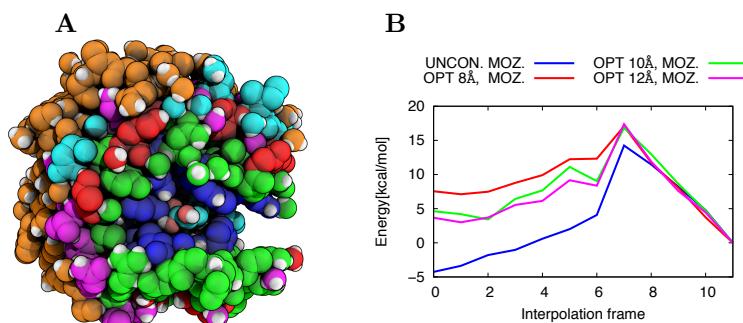 A
B
UNCON. MOZ.
OPT 10Å, MOZ.
OPT 8Å, MOZ.
OPT 12Å, MOZ.
20
15
10
5
0
−5
Energy[kcal/mol]
0 2 4 6 8 10
Interpolation frame